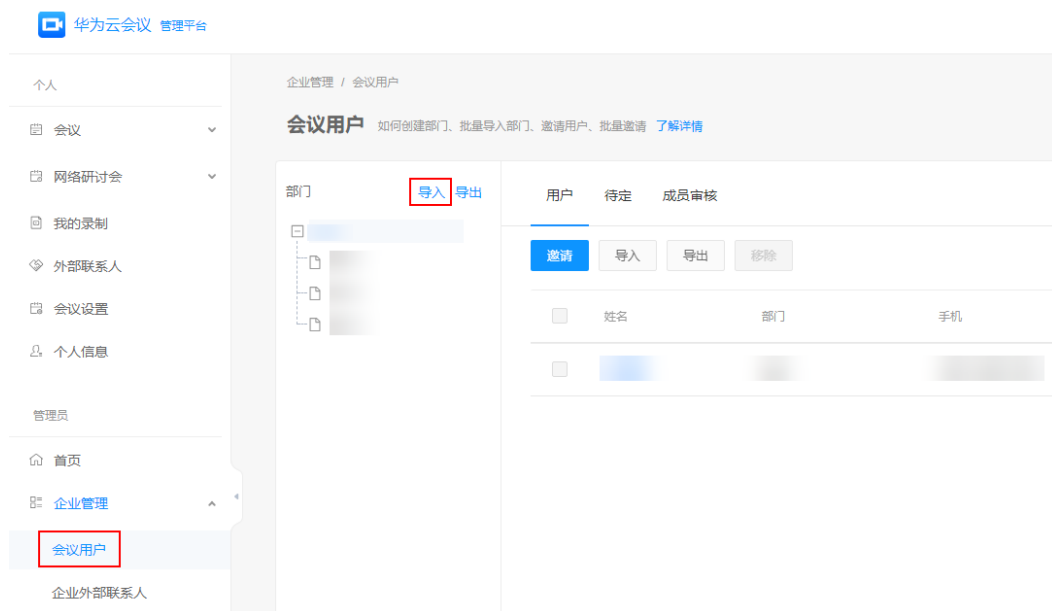 华为云会议 管理平台
个人
会议
网络研讨会
我的录制
外部联系人
会议设置
个人信息
管理员
首页
企业管理
会议用户
企业外部联系人
企业管理 / 会议用户
会议用户 如何创建部门、批量导入部门、邀请用户、批量邀请 了解详情
部门 导入 导出
用户 待定 成员审核
邀请 导入 导出 移除
姓名 部门 手机